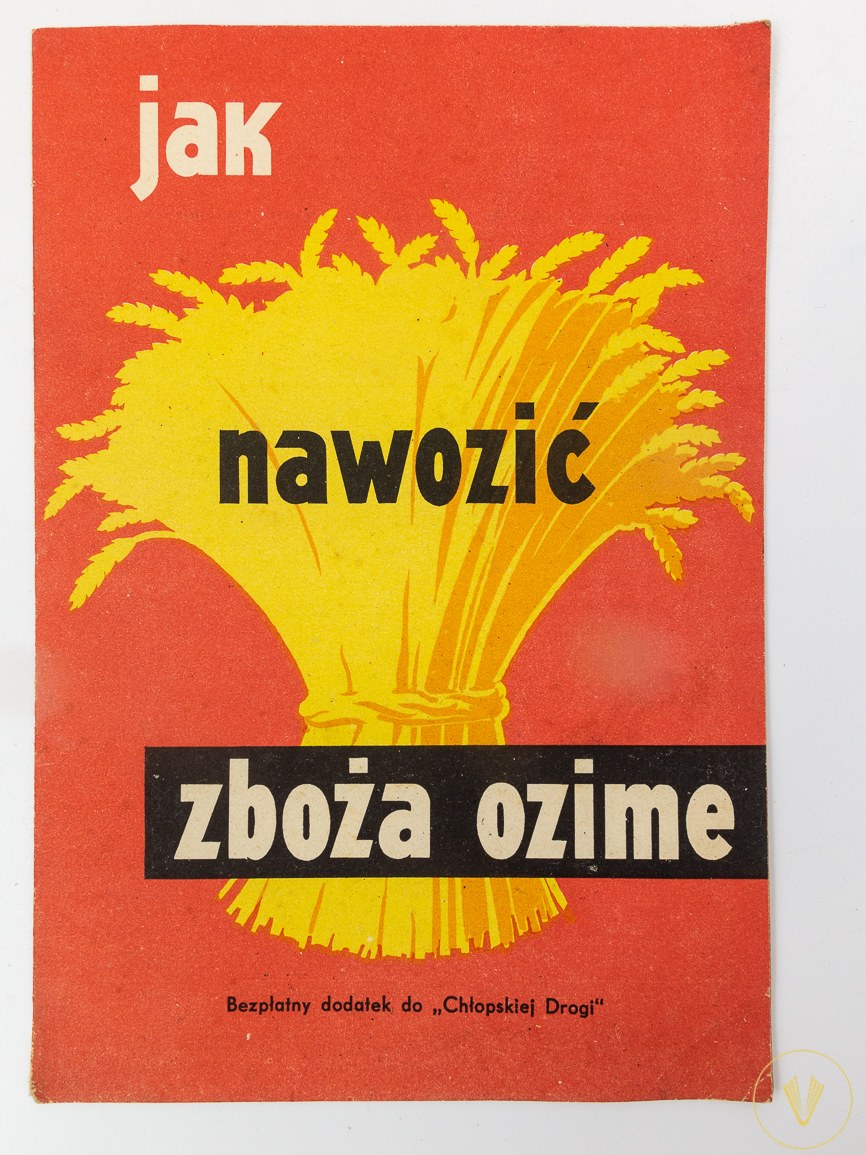 jak
nawozić
zboża ozime
Bezpłatny dodatek do „Chłopskiej Drogi“